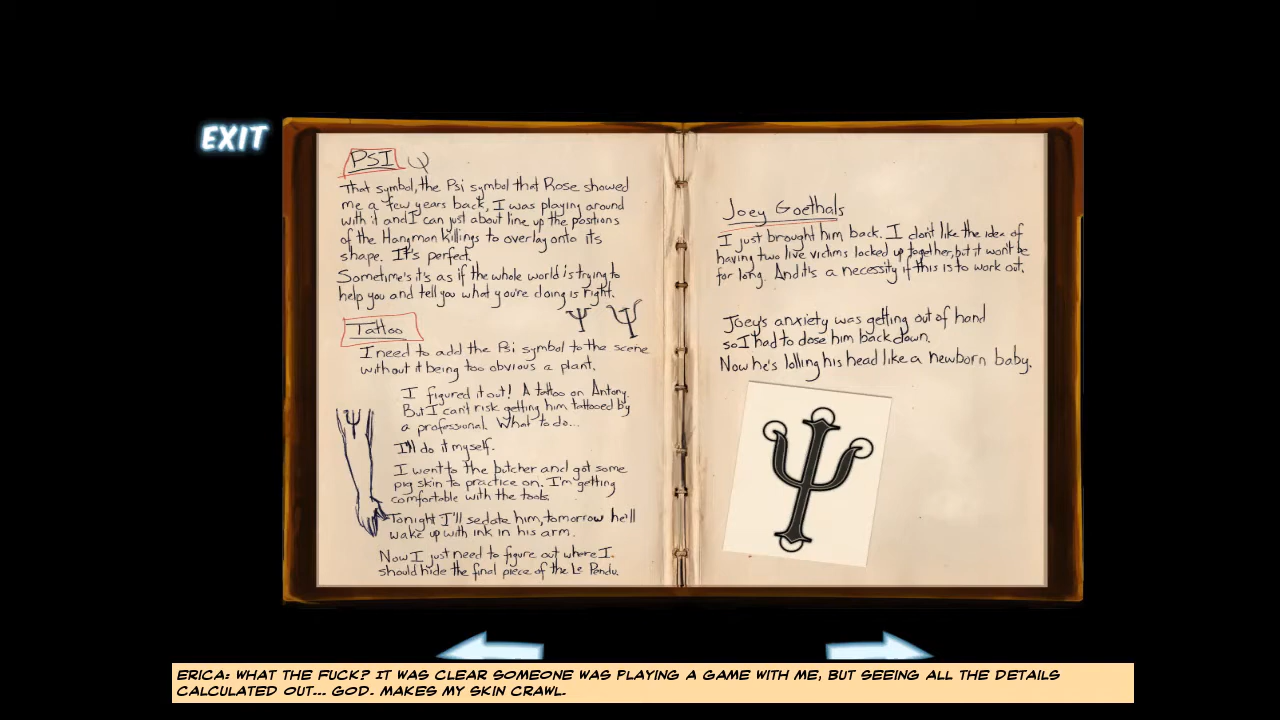 EXIT
PSI Ψ
That symbol, the Psi symbol that Rose showed
me a few years back, I was playing around
with it and I can just about line up the positions
of the Hangman killings to overlay onto its
shape. It's perfect.
Sometime's it's as if the whole world is trying to
help you and tell you what you're doing is right.
Tattoo
I need to add the Psi symbol to the scene
without it being too obvious a plant.
I figured it out! A tattoo on Antony.
But I can't risk getting him tattooed by
a professional. What to do...
I'll do it myself.
I went to the butcher and got some
pig skin to practice on. I'm getting
comfortable with the tools.
Tonight I'll sedate him, tomorrow he'll
wake up with ink in his arm.
Now I just need to figure out where I
should hide the final piece of the Le Pendu.
Joey Goethals
I just brought him back. I don't like the idea of
having two live victims locked up together, but it won't be
for long. And it's a necessity if this is to work out.
Joey's anxiety was getting out of hand
so I had to dose him back down.
Now he's lolling his head like a newborn baby.
ERICA: WHAT THE FUCK? IT WAS CLEAR SOMEONE WAS PLAYING A GAME WITH ME, BUT SEEING ALL THE DETAILS
CALCULATED OUT... GOD. MAKES MY SKIN CRAWL.